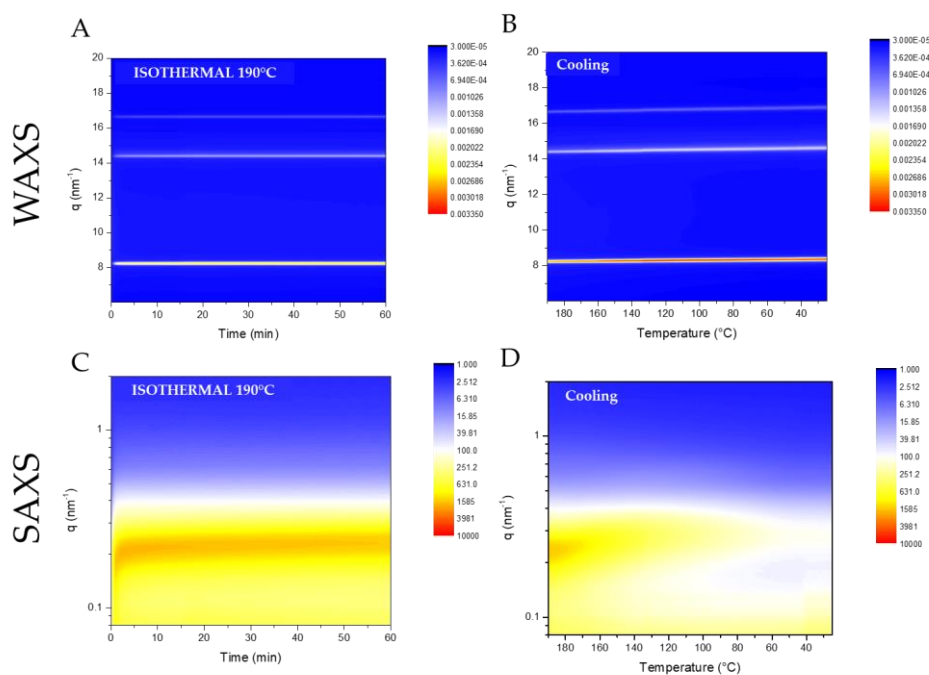 WAXS
A
ISOTHERMAL 190°C
20
18
16
14
12
10
8
q (nm⁻¹)
0 10 20 30 40 50 60
Time (min)
3.000E-05
3.620E-04
6.940E-04
0.001026
0.001358
0.001690
0.002022
0.002354
0.002686
0.003018
0.003350
B
Cooling
20
18
16
14
12
10
8
q (nm⁻¹)
180 160 140 120 100 80 60 40
Temperature (°C)
3.000E-05
3.620E-04
6.940E-04
0.001026
0.001358
0.001690
0.002022
0.002354
0.002686
0.003018
0.003350
SAXS
C
ISOTHERMAL 190°C
1
0.1
q (nm⁻¹)
0 10 20 30 40 50 60
Time (min)
1.000
2.512
6.310
15.85
39.81
100.0
251.2
631.0
1585
3981
10000
D
Cooling
1
0.1
q (nm⁻¹)
180 160 140 120 100 80 60 40
Temperature (°C)
1.000
2.512
6.310
15.85
39.81
100.0
251.2
631.0
1585
3981
10000